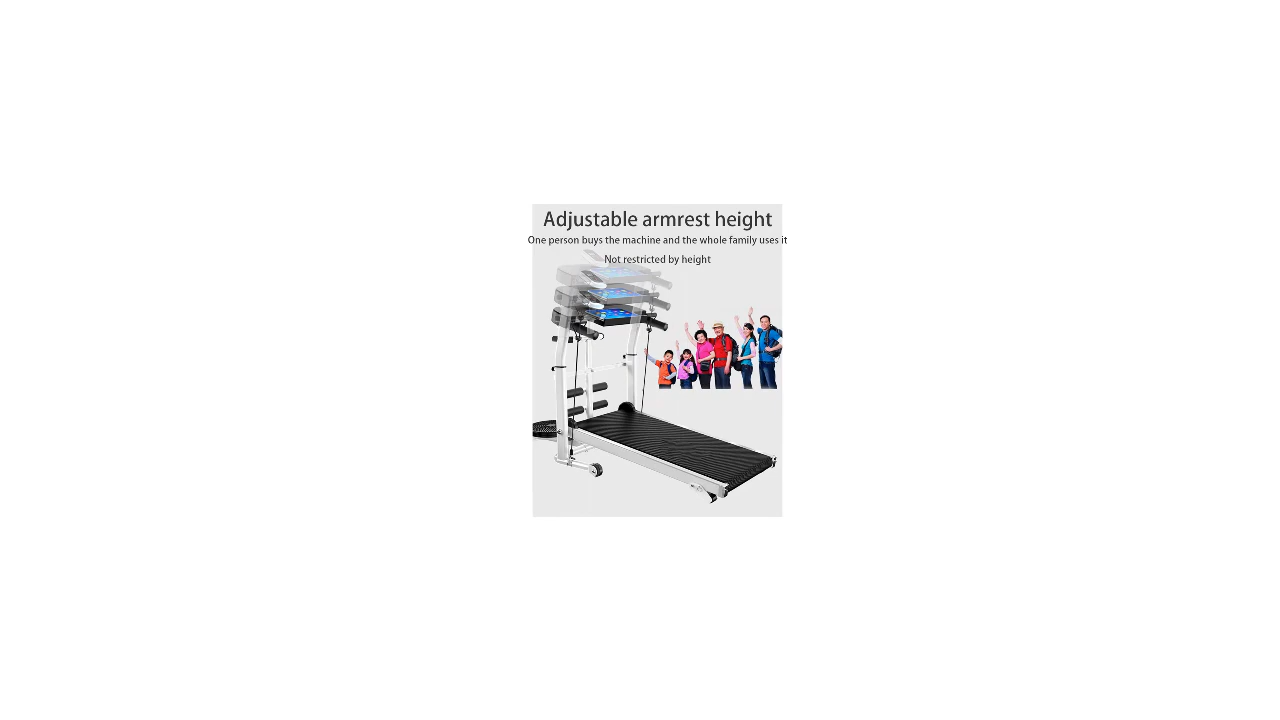 Adjustable armrest height
One person buys the machine and the whole family uses it
Not restricted by height